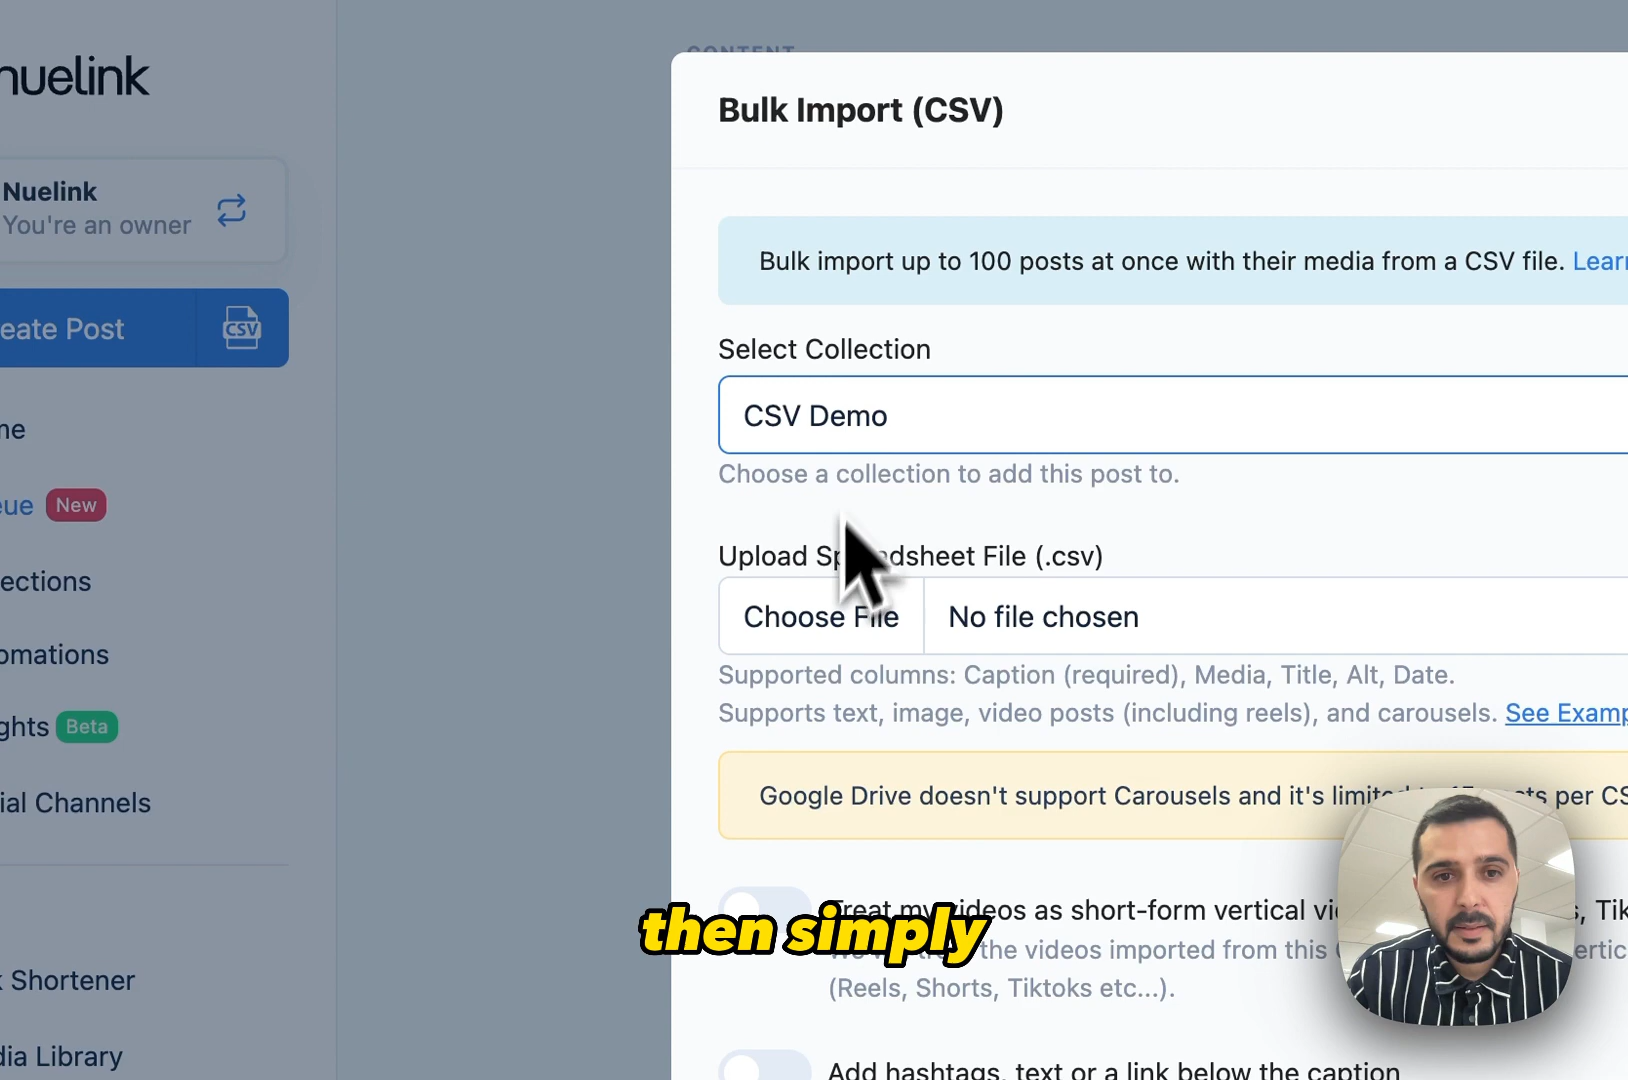 nuelink
CONTENT
Bulk Import (CSV)
Nuelink
You're an owner
Bulk import up to 100 posts at once with their media from a CSV file. Learn
eate Post
CSV
Select Collection
CSV Demo
Choose a collection to add this post to.
me
eue New
ections
Upload Spreadsheet File (.csv)
Choose File
No file chosen
omations
Supported columns: Caption (required), Media, Title, Alt, Date.
Supports text, image, video posts (including reels), and carousels. See Examp
ghts Beta
ial Channels
Google Drive doesn't support Carousels and it's limited to posts per CS
Treat my videos as short-form vertical Tik
then simply
the videos imported from this ertic
(Reels, Shorts, Tiktoks etc...).
k Shortener
dia Library
Add hashtags, text or a link below the caption